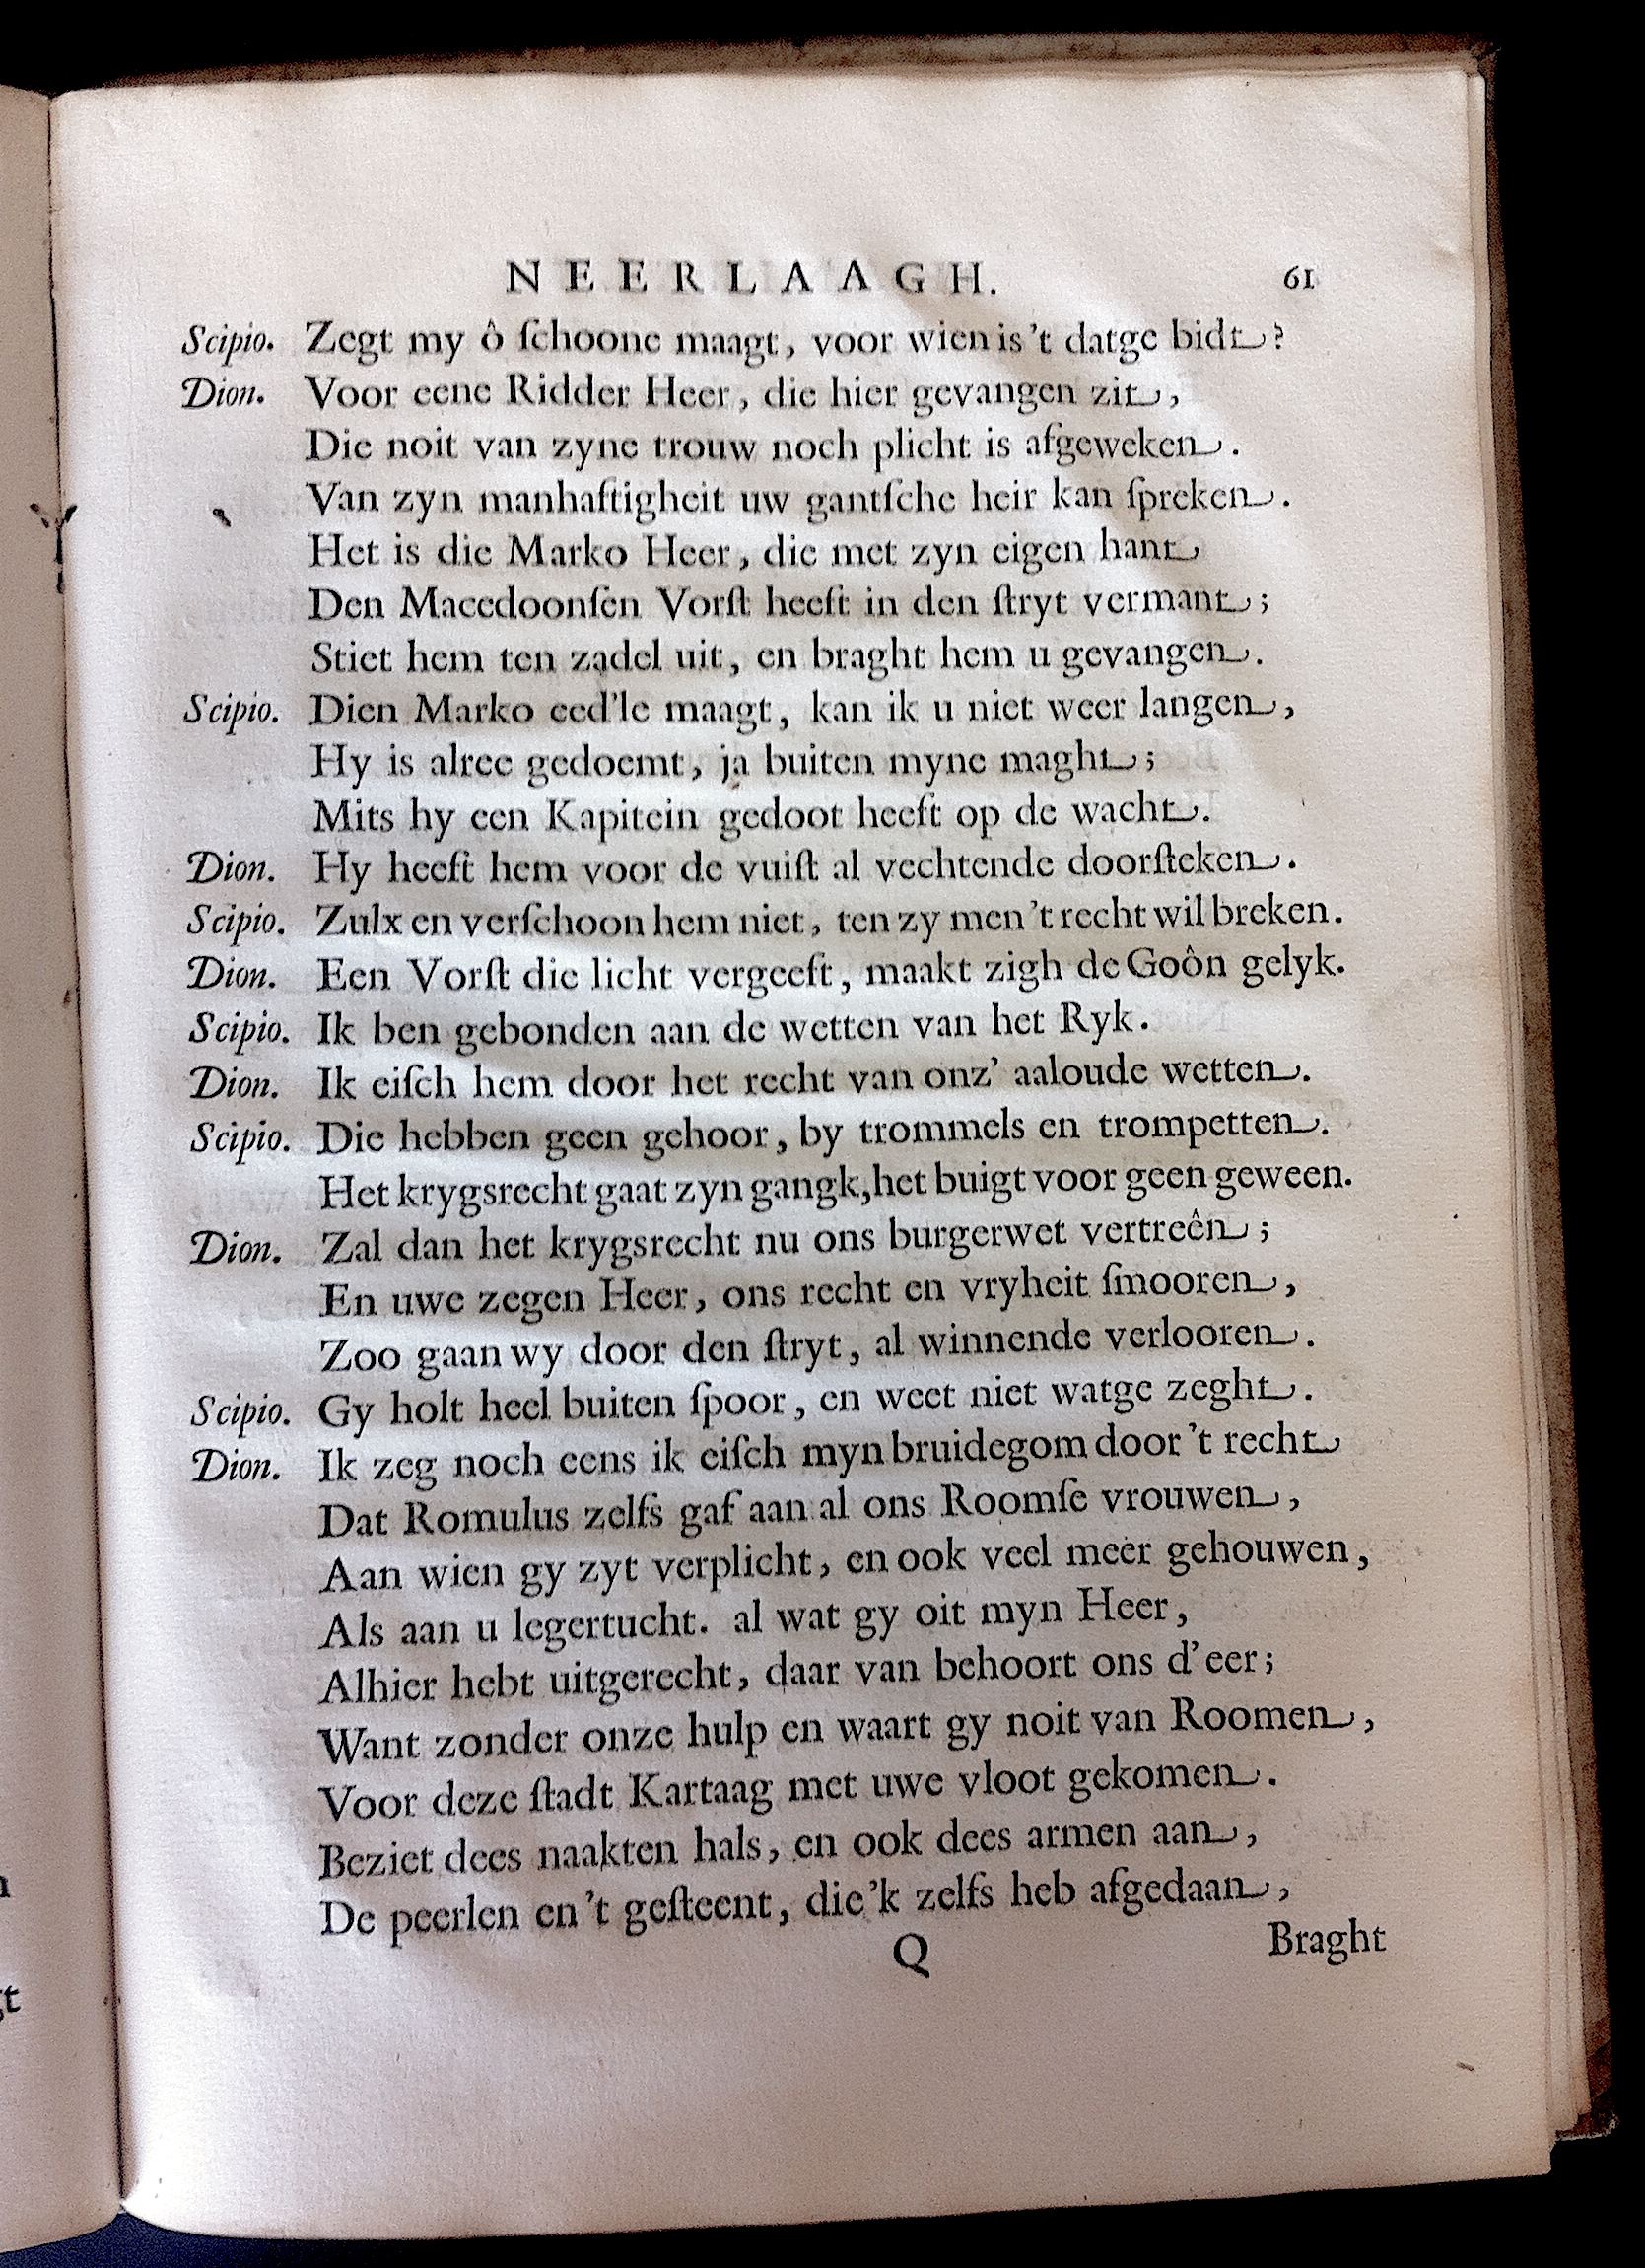 NEERLAAGH. 61
Scipio. Zegt my ô ſchoone maagt, voor wien is 't datge bidt?
Dion. Voor eene Ridder Heer, die hier gevangen zit,
Die noit van zyne trouw noch plicht is afgeweken.
Van zyn manhaftigheit uw gantſche heir kan ſpreken.
Het is die Marko Heer, die met zyn eigen hant
Den Macedoonſen Vorſt heeft in den ſtryt vermant;
Stiet hem ten zadel uit, en braght hem u gevangen.
Scipio. Dien Marko eed'le maagt, kan ik u niet weer langen,
Hy is alree gedoemt, ja buiten myne maght;
Mits hy een Kapitein gedoot heeft op de wacht.
Dion. Hy heeft hem voor de vuiſt al vechtende doorſteken.
Scipio. Zulx en verſchoon hem niet, ten zy men 't recht wil breken.
Dion. Een Vorſt die licht vergeeft, maakt zigh de Goôn gelyk.
Scipio. Ik ben gebonden aan de wetten van het Ryk.
Dion. Ik eiſch hem door het recht van onz' aaloude wetten.
Scipio. Die hebben geen gehoor, by trommels en trompetten.
Het krygsrecht gaat zyn gangk, het buigt voor geen geween.
Dion. Zal dan het krygsrecht nu ons burgerwet vertreên;
En uwe zegen Heer, ons recht en vryheit ſmooren,
Zoo gaan wy door den ſtryt, al winnende verlooren.
Scipio. Gy holt heel buiten ſpoor, en weet niet watge zeght.
Dion. Ik zeg noch eens ik eiſch myn bruidegom door 't recht
Dat Romulus zelfs gaf aan al ons Roomſe vrouwen,
Aan wien gy zyt verplicht, en ook veel meer gehouwen,
Als aan u legertucht. al wat gy oit myn Heer,
Alhier hebt uitgerecht, daar van behoort ons d'eer;
Want zonder onze hulp en waart gy noit van Roomen,
Voor deze ſtadt Kartaag met uwe vloot gekomen.
Beziet dees naakten hals, en ook dees armen aan,
De peerlen en 't geſteent, die 'k zelfs heb afgedaan,
Q Braght